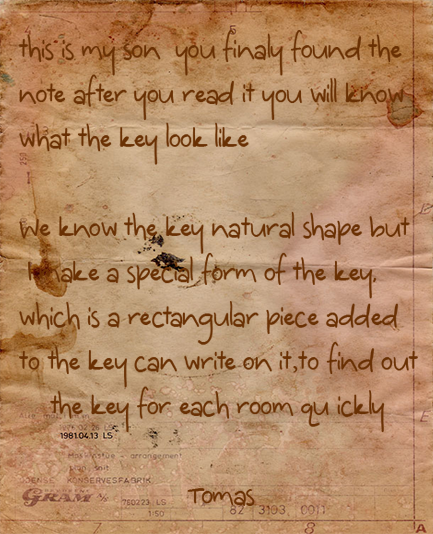 this is my son you finaly found the
note after you read it you will know
what the key look like
we know the key natural shape but
I make a special form of the key,
which is a rectangular piece added
to the key can write on it,to find out
the key for each room qu ickly
1981.04.13 LS
GRAM
780223 LS
1:50
Tomas
82 3103, 0011
7
8
A